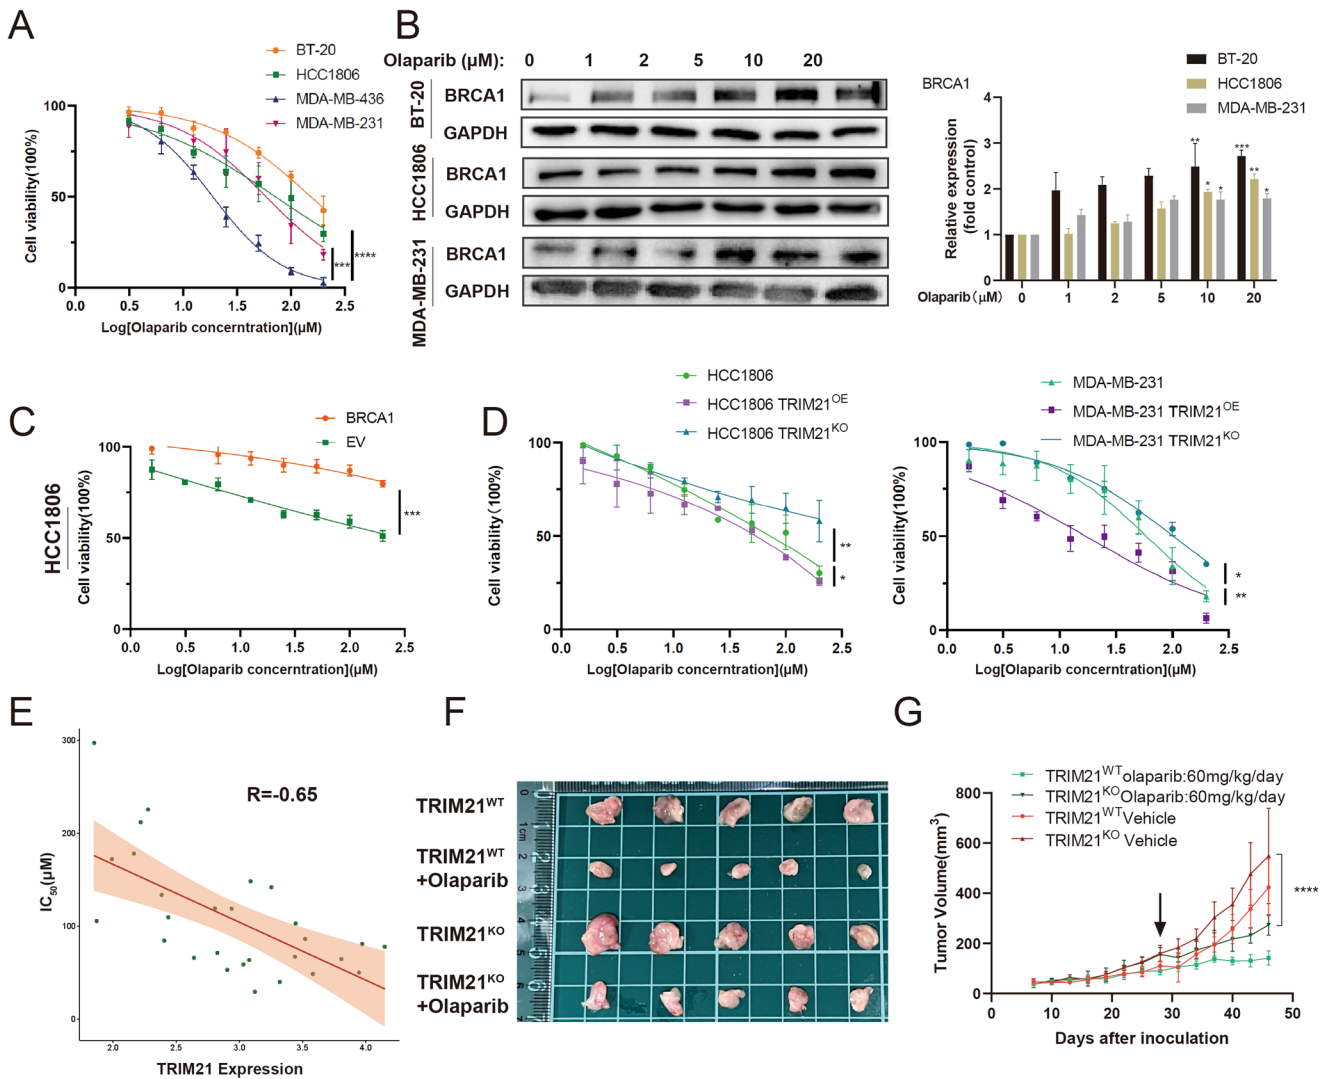 A
BT-20
HCC1806
MDA-MB-436
MDA-MB-231
Cell viability(100%)
100
50
0
0.0 0.5 1.0 1.5 2.0 2.5
Log[Olaparib concerntration](μM)
***
****
B
Olaparib (μM): 0 1 2 5 10 20
BT-20
BRCA1
GAPDH
HCC1806
BRCA1
GAPDH
MDA-MB-231
BRCA1
GAPDH
BRCA1
BT-20
HCC1806
MDA-MB-231
Relative expression
(fold control)
4
3
2
1
0
** * *
*** ** *
Olaparib(μM) 0 1 2 5 10 20
C
BRCA1
EV
HCC1806
Cell viability(100%)
100
50
0
0.0 0.5 1.0 1.5 2.0 2.5
Log[Olaparib concerntration](μM)
***
D
HCC1806
HCC1806 TRIM21OE
HCC1806 TRIM21KO
Cell viability(100%)
100
50
0
0.0 0.5 1.0 1.5 2.0 2.5
Log[Olaparib concerntration](μM)
**
*
MDA-MB-231
MDA-MB-231 TRIM21OE
MDA-MB-231 TRIM21KO
Cell viability(100%)
100
50
0
0.0 0.5 1.0 1.5 2.0 2.5
Log[Olaparib concerntration](μM)
*
**
E
R=-0.65
IC50(μM)
300
200
100
0
2.0 2.5 3.0 3.5 4.0
TRIM21 Expression
F
TRIM21WT
TRIM21WT
+Olaparib
TRIM21KO
TRIM21KO
+Olaparib
0
1cm
2
3
4
5
6
7
G
TRIM21WTolaparib:60mg/kg/day
TRIM21KOOlaparib:60mg/kg/day
TRIM21WTVehicle
TRIM21KO Vehicle
Tumor Volume(mm3)
800
600
400
200
0
0 10 20 30 40 50
Days after inoculation
****